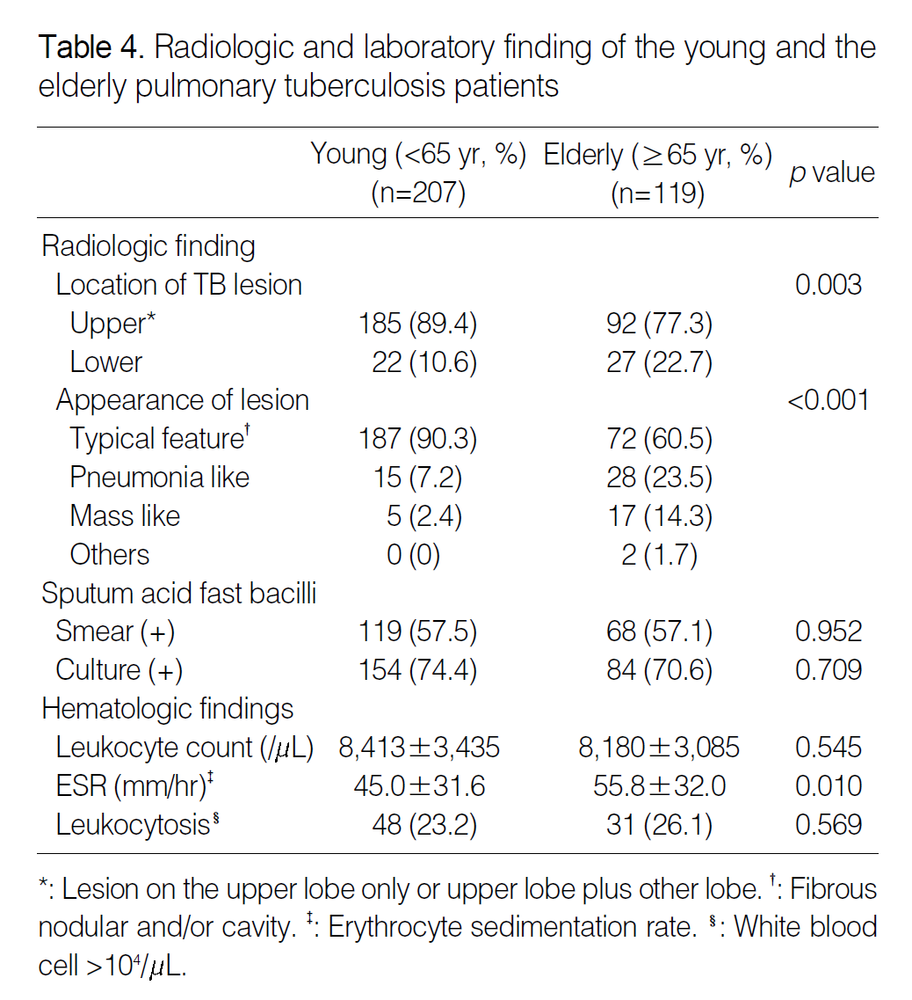 Table 4. Radiologic and laboratory finding of the young and the
elderly pulmonary tuberculosis patients
Young (<65 yr, %) Elderly (≥65 yr, %) p value
(n=207) (n=119)
Radiologic finding
Location of TB lesion 0.003
Upper* 185 (89.4) 92 (77.3)
Lower 22 (10.6) 27 (22.7)
Appearance of lesion <0.001
Typical feature† 187 (90.3) 72 (60.5)
Pneumonia like 15 (7.2) 28 (23.5)
Mass like 5 (2.4) 17 (14.3)
Others 0 (0) 2 (1.7)
Sputum acid fast bacilli
Smear (+) 119 (57.5) 68 (57.1) 0.952
Culture (+) 154 (74.4) 84 (70.6) 0.709
Hematologic findings
Leukocyte count (/μL) 8,413±3,435 8,180±3,085 0.545
ESR (mm/hr)‡ 45.0±31.6 55.8±32.0 0.010
Leukocytosis§ 48 (23.2) 31 (26.1) 0.569
*: Lesion on the upper lobe only or upper lobe plus other lobe. †: Fibrous
nodular and/or cavity. ‡: Erythrocyte sedimentation rate. §: White blood
cell >10⁴/μL.